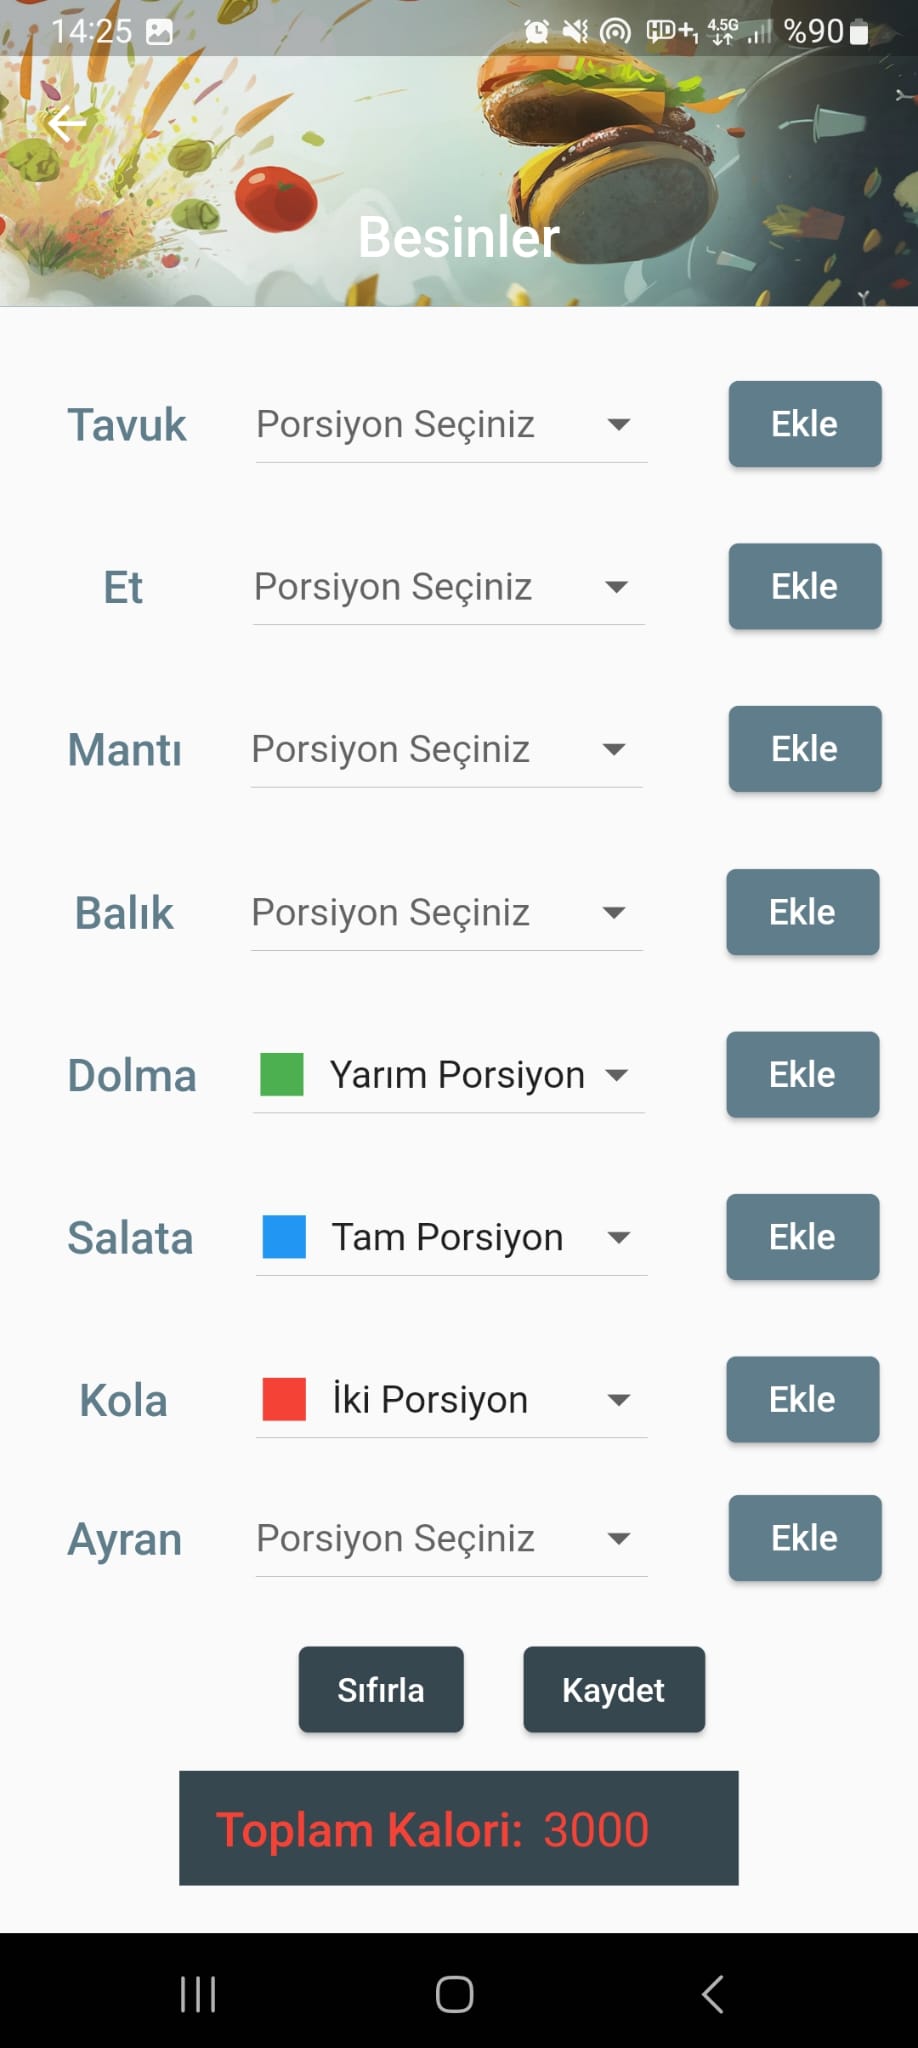 14:25 4.5G %90
Besinler
Tavuk Porsiyon Seçiniz Ekle
Et Porsiyon Seçiniz Ekle
Mantı Porsiyon Seçiniz Ekle
Balık Porsiyon Seçiniz Ekle
Dolma Yarım Porsiyon Ekle
Salata Tam Porsiyon Ekle
Kola İki Porsiyon Ekle
Ayran Porsiyon Seçiniz Ekle
Sıfırla Kaydet
Toplam Kalori: 3000